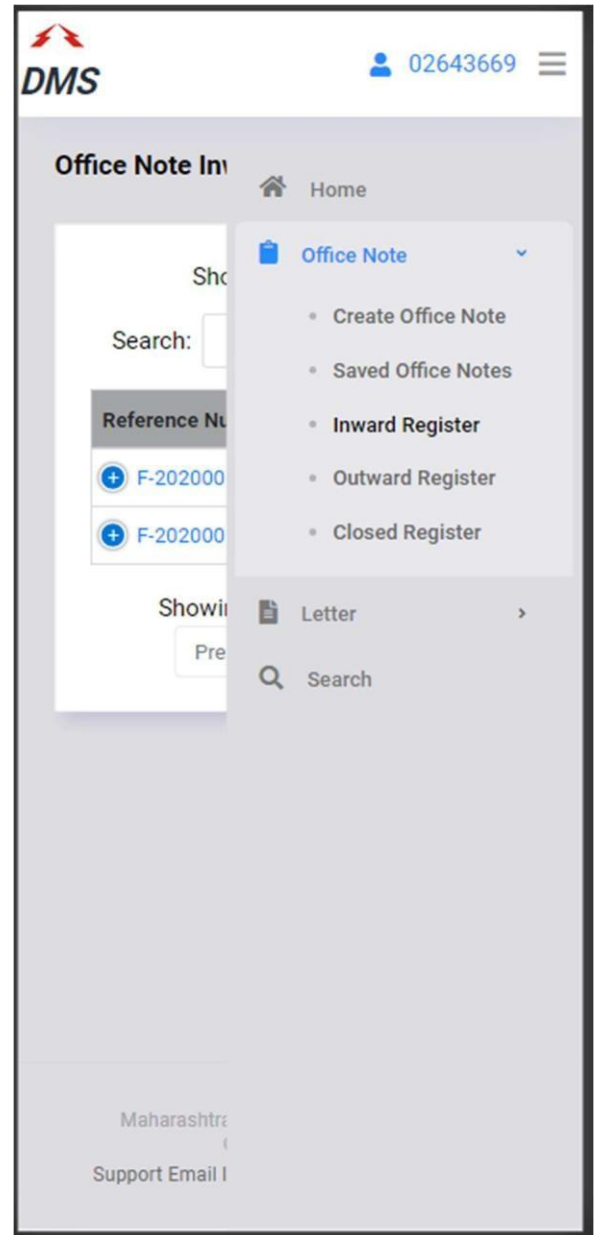 DMS
02643669
Office Note Inw
Home
Office Note
Create Office Note
Saved Office Notes
Inward Register
Outward Register
Closed Register
Letter
Search
Sho
Search:
Reference Nu
F-202000
F-202000
Showi
Pre
Maharashtra
Support Email I